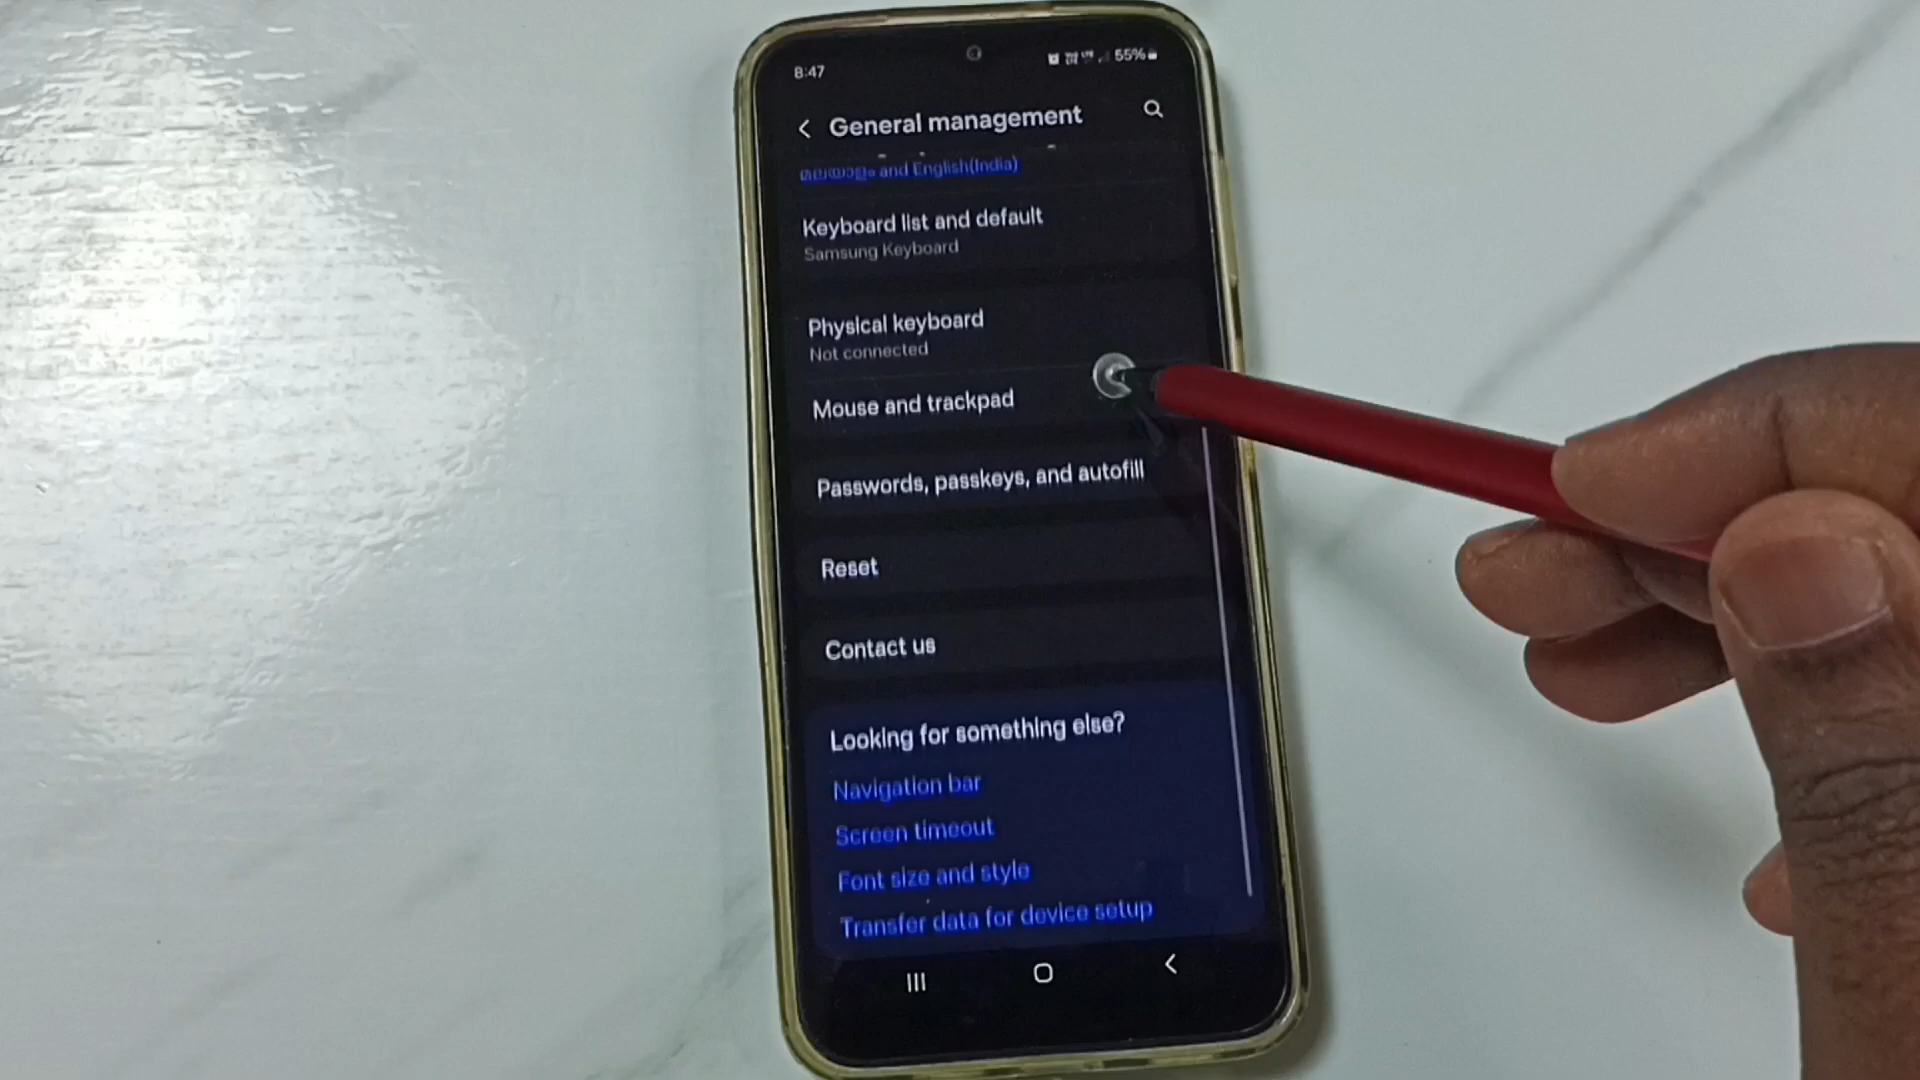 8:47
55%
General management
മലയാളം and English(India)
Keyboard list and default
Samsung Keyboard
Physical keyboard
Not connected
Mouse and trackpad
Passwords, passkeys, and autofill
Reset
Contact us
Looking for something else?
Navigation bar
Screen timeout
Font size and style
Transfer data for device setup